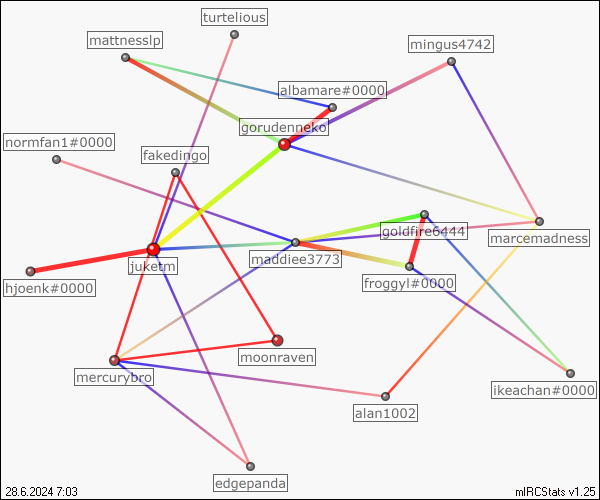 turtelious
mattnesslp
mingus4742
albamare#0000
gorudenneko
normfan1#0000
fakedingo
goldfire6444
marcemadness
maddiee3773
juketm
froggyl#0000
hjoenk#0000
moonraven
mercurybro
ikeachan#0000
alan1002
edgepanda
28.6.2024 7:03
mIRCStats v1.25